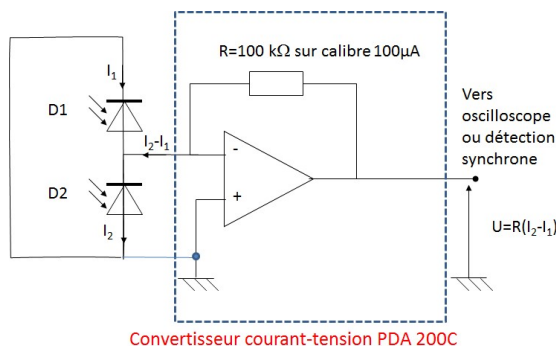 R=100 kΩ sur calibre 100µA
I₁
D1
Vers
oscilloscope
ou détection
synchrone
I₂-I₁
-
+
D2
I₂
U=R(I₂-I₁)
Convertisseur courant-tension PDA 200C